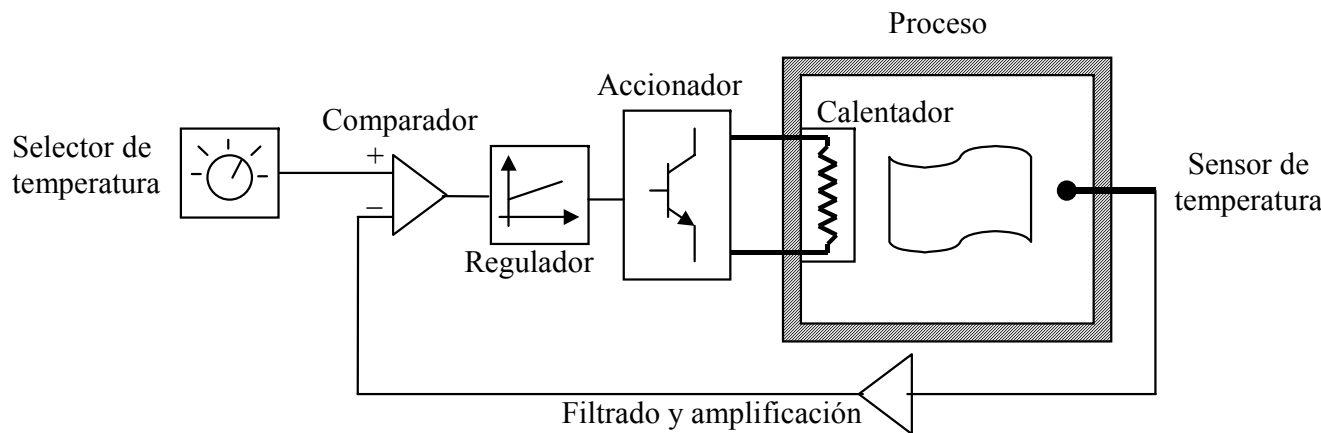 Proceso
Accionador
Calentador
Comparador
Selector de
temperatura
+
−
Sensor de
temperatura
Regulador
Filtrado y amplificación